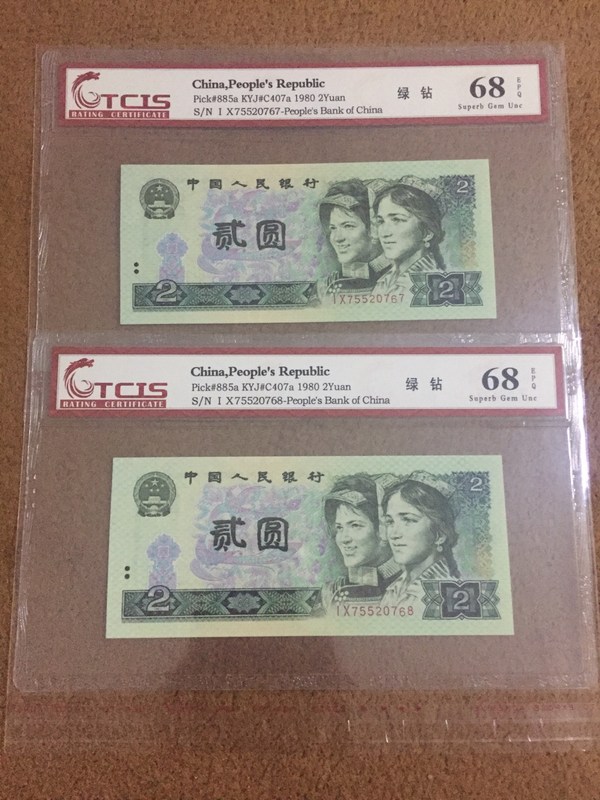 TCIS
RATING CERTIFICATE
China,People's Republic
Pick#885a KYJ#C407a 1980 2Yuan
S/N I X75520767-People's Bank of China
绿 钻
68 EPQ
Superb Gem Unc
中国人民银行
贰圆
2
2
2
IX75520767
TCIS
RATING CERTIFICATE
China,People's Republic
Pick#885a KYJ#C407a 1980 2Yuan
S/N I X75520768-People's Bank of China
绿 钻
68 EPQ
Superb Gem Unc
中国人民银行
贰圆
2
2
2
IX75520768